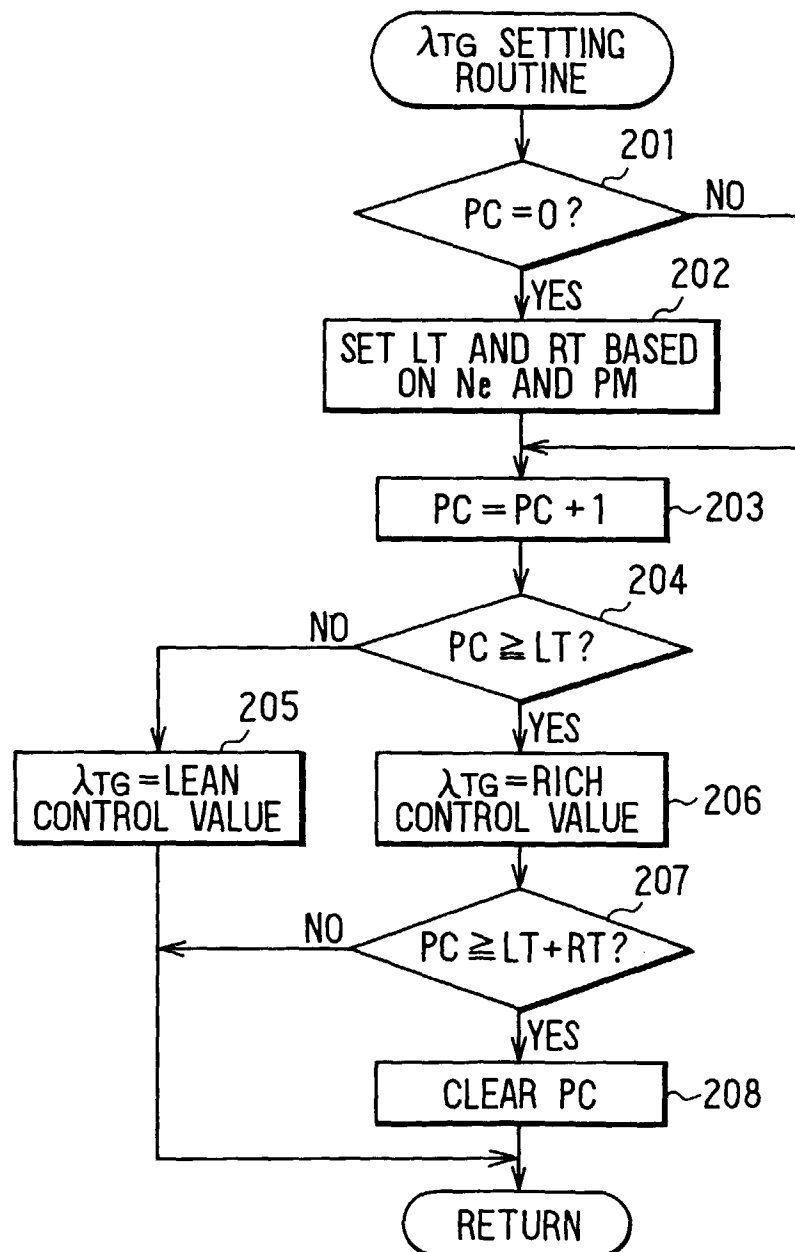 λTG SETTING
ROUTINE
201
PC=0?
NO
YES
202
SET LT AND RT BASED
ON Ne AND PM
PC=PC+1
203
204
NO
PC≧LT?
YES
205
λTG=LEAN
CONTROL VALUE
λTG=RICH
CONTROL VALUE
206
207
NO
PC≧LT+RT?
YES
CLEAR PC
208
RETURN